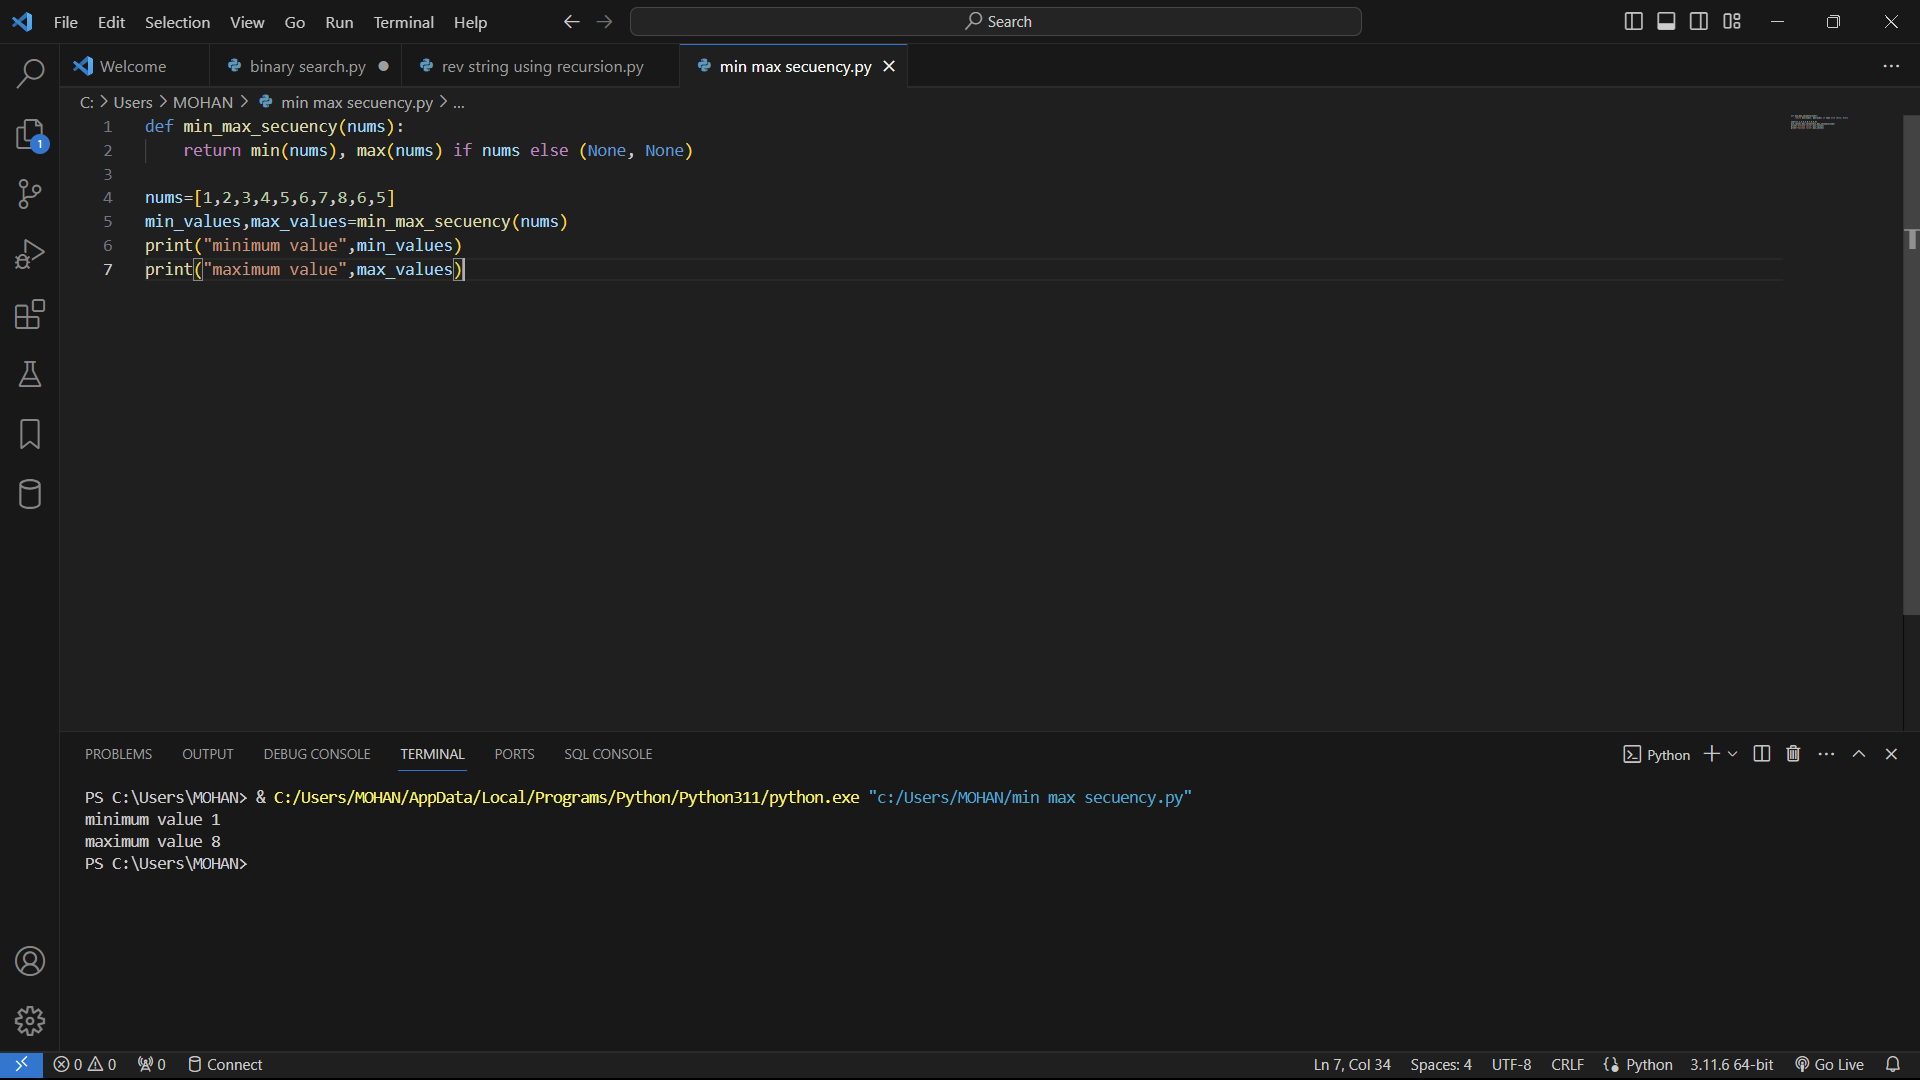 File Edit Selection View Go Run Terminal Help Search
Welcome binary search.py rev string using recursion.py min max secuency.py
C: > Users > MOHAN > min max secuency.py > ...
1 def min_max_secuency(nums):
2 return min(nums), max(nums) if nums else (None, None)
3
4 nums=[1,2,3,4,5,6,7,8,6,5]
5 min_values,max_values=min_max_secuency(nums)
6 print("minimum value",min_values)
7 print("maximum value",max_values)
1
PROBLEMS OUTPUT DEBUG CONSOLE TERMINAL PORTS SQL CONSOLE Python
PS C:\Users\MOHAN> & C:/Users/MOHAN/AppData/Local/Programs/Python/Python311/python.exe "c:/Users/MOHAN/min max secuency.py"
minimum value 1
maximum value 8
PS C:\Users\MOHAN>
0 0 0 Connect Ln 7, Col 34 Spaces: 4 UTF-8 CRLF Python 3.11.6 64-bit Go Live